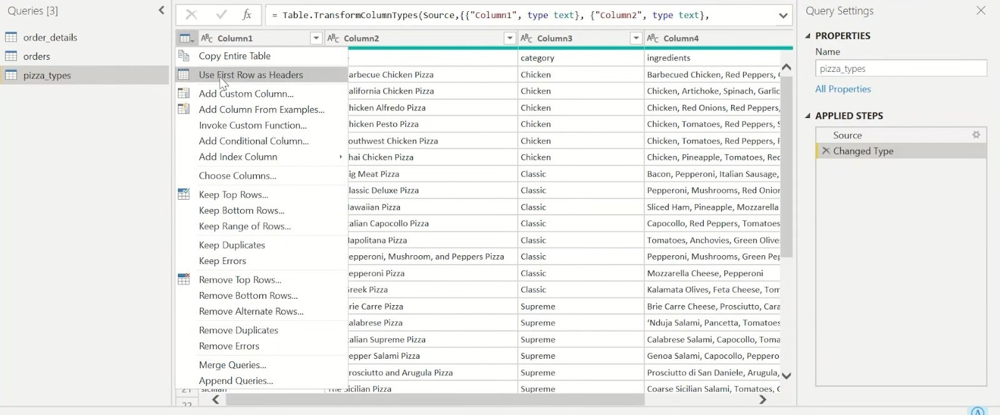 Queries [3]
order_details
orders
pizza_types
fx
= Table.TransformColumnTypes(Source,{{"Column1", type text}, {"Column2", type text},
ABC Column1
ABC Column2
ABC Column3
ABC Column4
Copy Entire Table
Use First Row as Headers
Add Custom Column...
Add Column From Examples...
Invoke Custom Function...
Add Conditional Column...
Add Index Column
Choose Columns...
Keep Top Rows...
Keep Bottom Rows...
Keep Range of Rows...
Keep Duplicates
Keep Errors
Remove Top Rows...
Remove Bottom Rows...
Remove Alternate Rows...
Remove Duplicates
Remove Errors
Merge Queries...
Append Queries...
category ingredients
arbecue Chicken Pizza Chicken Barbecued Chicken, Red Peppers,
alifornia Chicken Pizza Chicken Chicken, Artichoke, Spinach, Garlic
hicken Alfredo Pizza Chicken Chicken, Red Onions, Red Peppers,
hicken Pesto Pizza Chicken Chicken, Tomatoes, Red Peppers,
outhwest Chicken Pizza Chicken Chicken, Tomatoes, Red Peppers,
hai Chicken Pizza Chicken Chicken, Pineapple, Tomatoes, Rec
ig Meat Pizza Classic Bacon, Pepperoni, Italian Sausage,
lassic Deluxe Pizza Classic Pepperoni, Mushrooms, Red Onior
awaiian Pizza Classic Sliced Ham, Pineapple, Mozzarella
alian Capocollo Pizza Classic Capocollo, Red Peppers, Tomatoes
apolitana Pizza Classic Tomatoes, Anchovies, Green Olive
epperoni, Mushroom, and Peppers Pizza Classic Pepperoni, Mushrooms, Green Pep
epperoni Pizza Classic Mozzarella Cheese, Pepperoni
reek Pizza Classic Kalamata Olives, Feta Cheese, Tom
rie Carre Pizza Supreme Brie Carre Cheese, Prosciutto, Cara
alabrese Pizza Supreme ‘Nduja Salami, Pancetta, Tomatoes
alian Supreme Pizza Supreme Calabrese Salami, Capocollo, Toma
epper Salami Pizza Supreme Genoa Salami, Capocollo, Peppero
rosciutto and Arugula Pizza Supreme Prosciutto di San Daniele, Arugula,
21 sicilian The Sicilian Pizza Supreme Coarse Sicilian Salami, Tomatoes,
22
Query Settings
PROPERTIES
Name
pizza_types
All Properties
APPLIED STEPS
Source
Changed Type